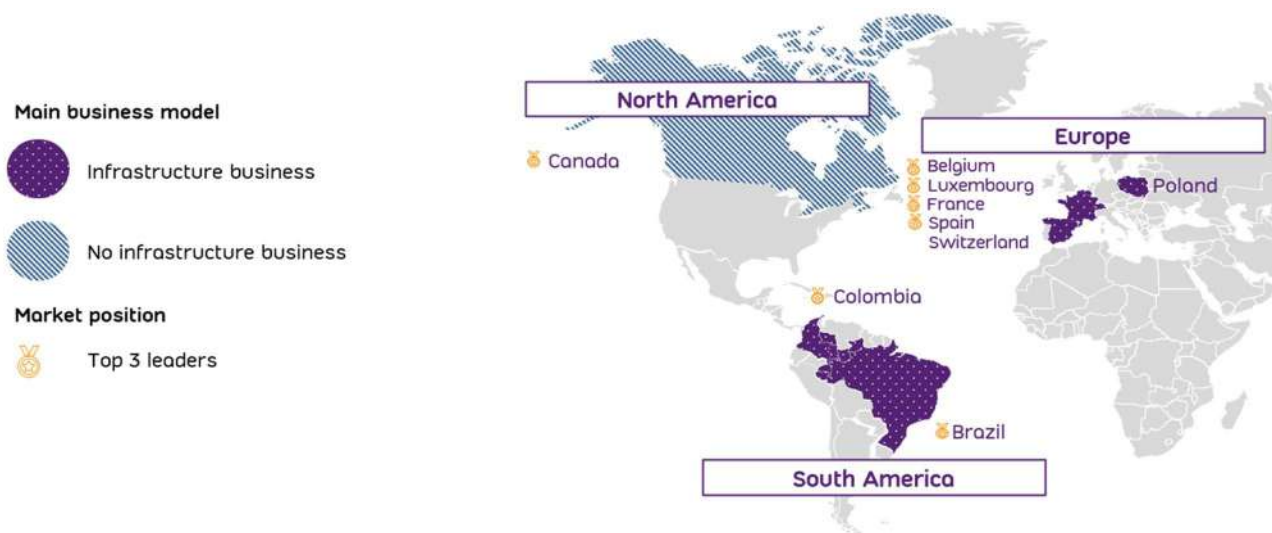 Main business model
Infrastructure business
No infrastructure business
Market position
Top 3 leaders
North America
Canada
Europe
Belgium
Luxembourg
France
Spain
Switzerland
Poland
Colombia
Brazil
South America